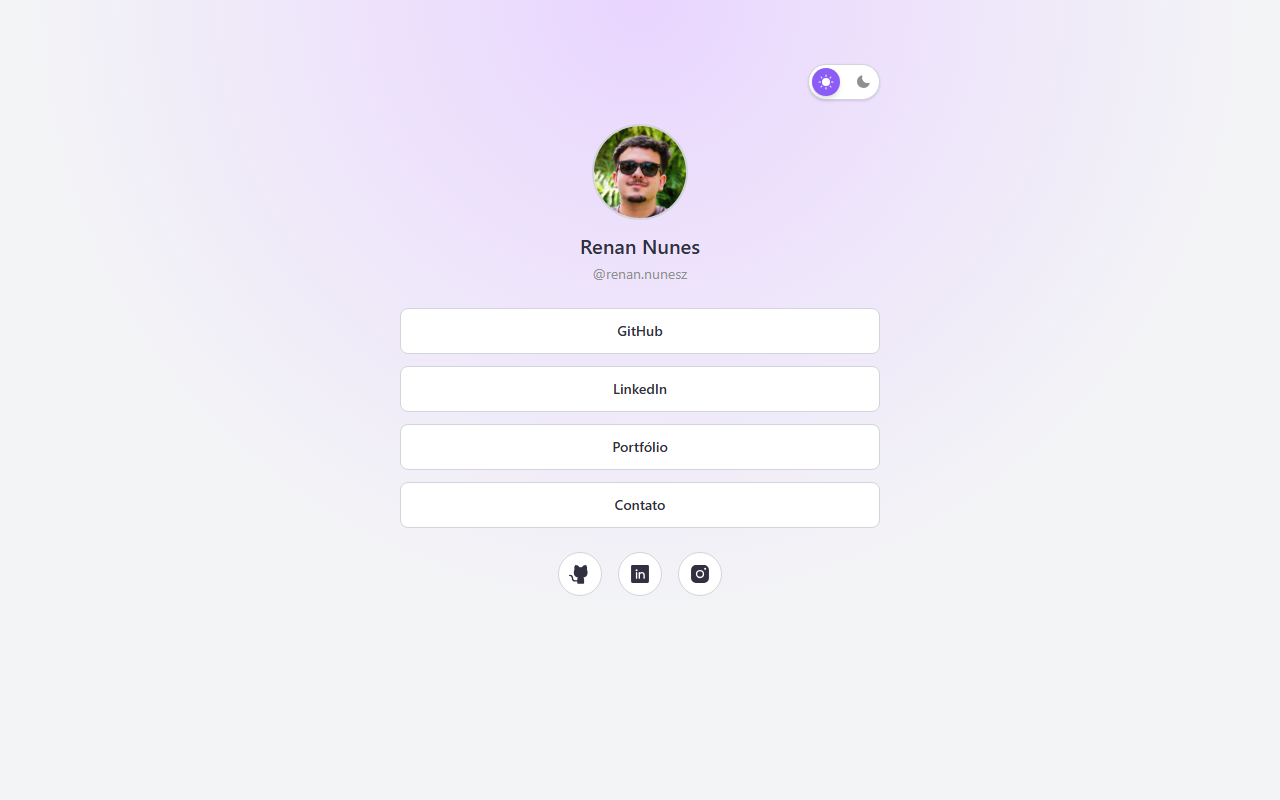 Renan Nunes
@renan.nunesz
GitHub
LinkedIn
Portfólio
Contato